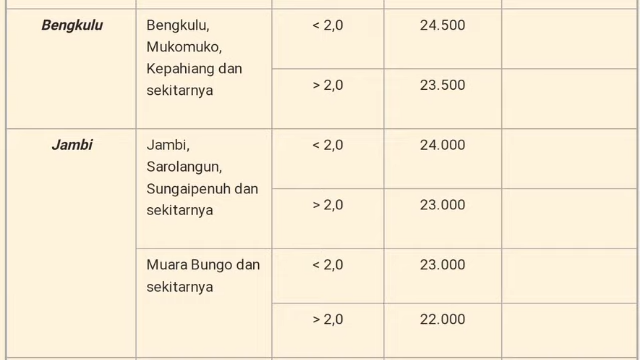 Bengkulu Bengkulu, < 2,0 24.500
Mukomuko,
Kepahiang dan
> 2,0 23.500
sekitarnya
Jambi Jambi, < 2,0 24.000
Sarolangun,
Sungaipenuh dan
> 2,0 23.000
sekitarnya
Muara Bungo dan < 2,0 23.000
sekitarnya
> 2,0 22.000